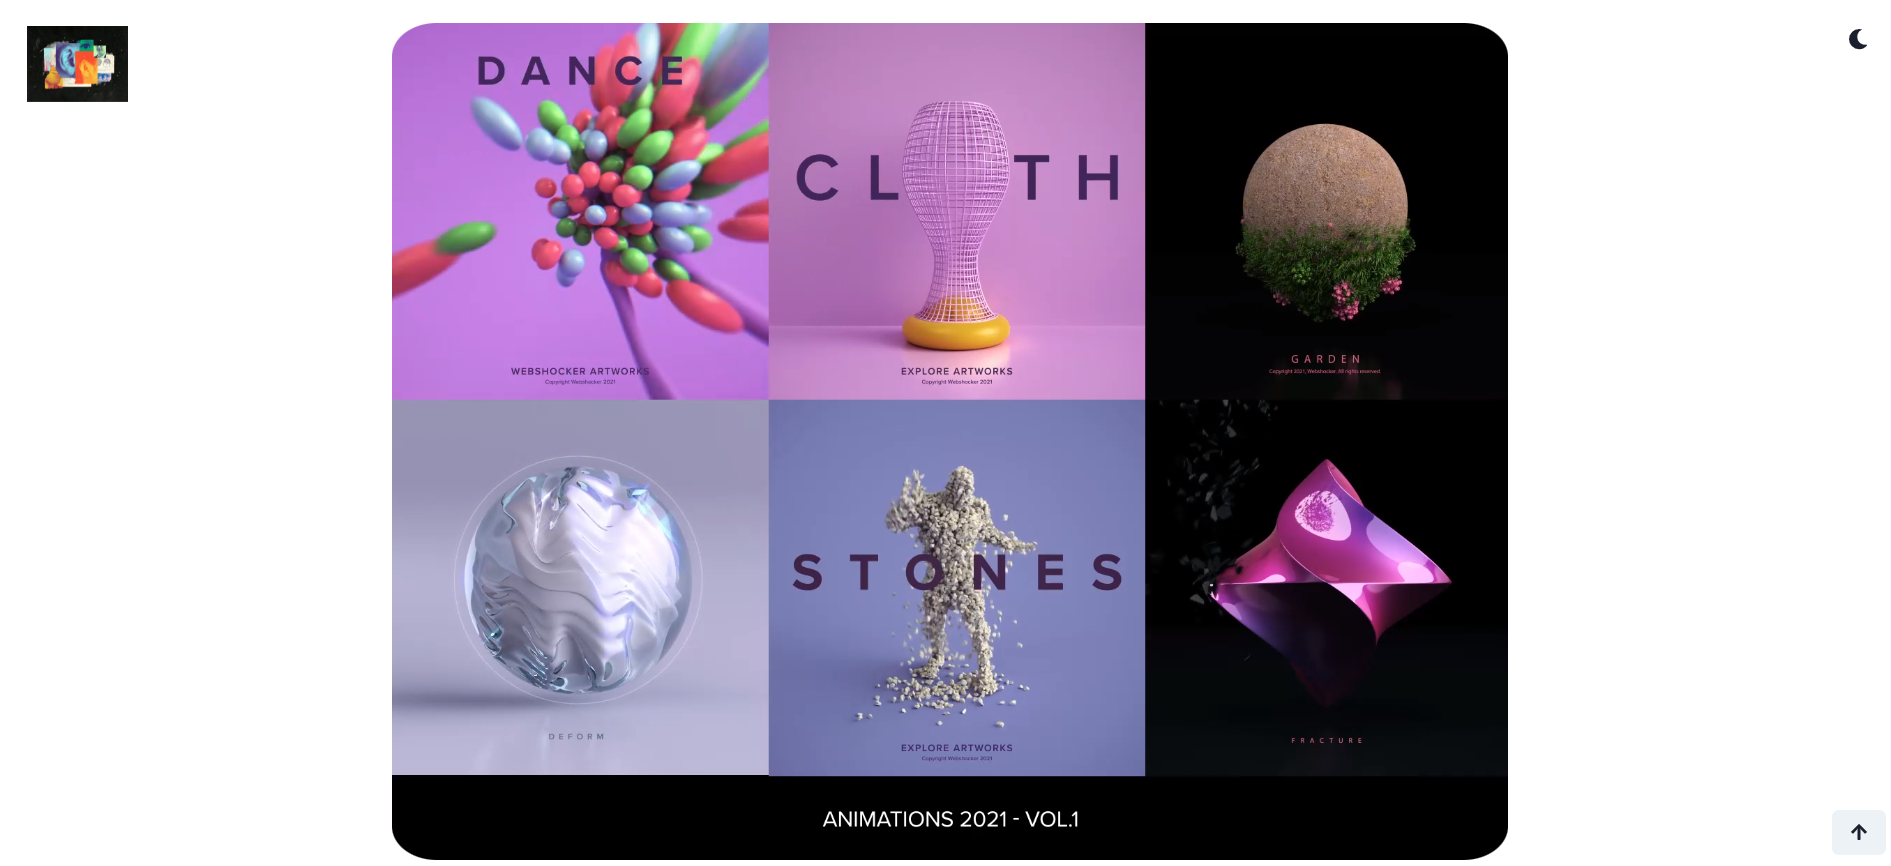 DANCE
WEBSHOCKER ARTWORKS
Copyright Webshocker 2021
CL TH
EXPLORE ARTWORKS
Copyright Webshocker 2021
GARDEN
Copyright 2021, Webshocker. All rights reserved.
DEFORM
STONES
EXPLORE ARTWORKS
Copyright Webshocker 2021
FRACTURE
ANIMATIONS 2021 - VOL.1